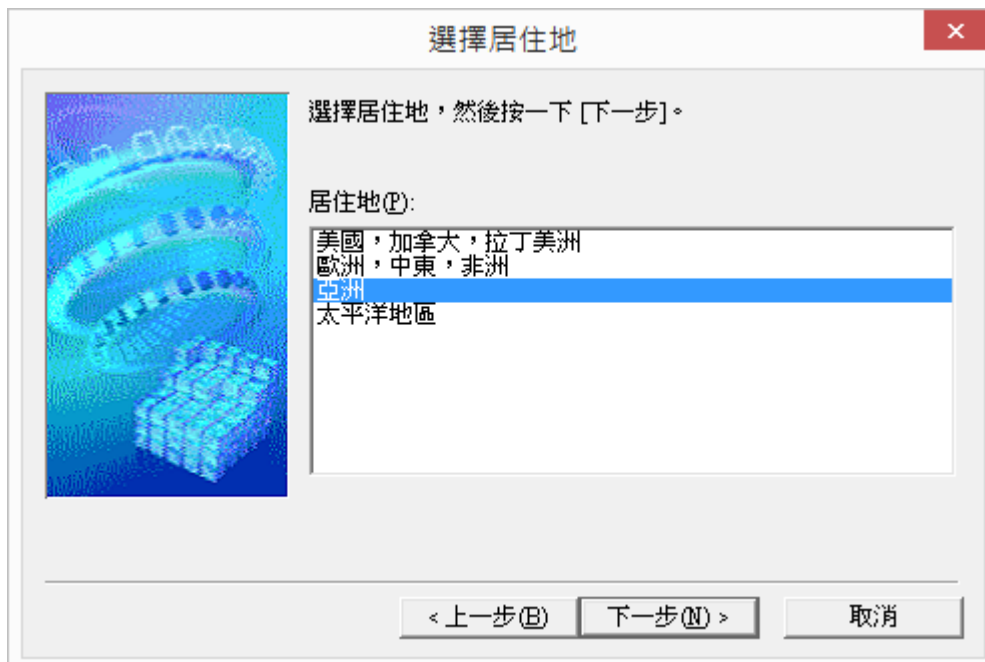 選擇居住地
選擇居住地，然後按一下 [下一步]。
居住地(P):
美國，加拿大，拉丁美洲
歐洲，中東，非洲
亞洲
太平洋地區
< 上一步(B)
下一步(N) >
取消